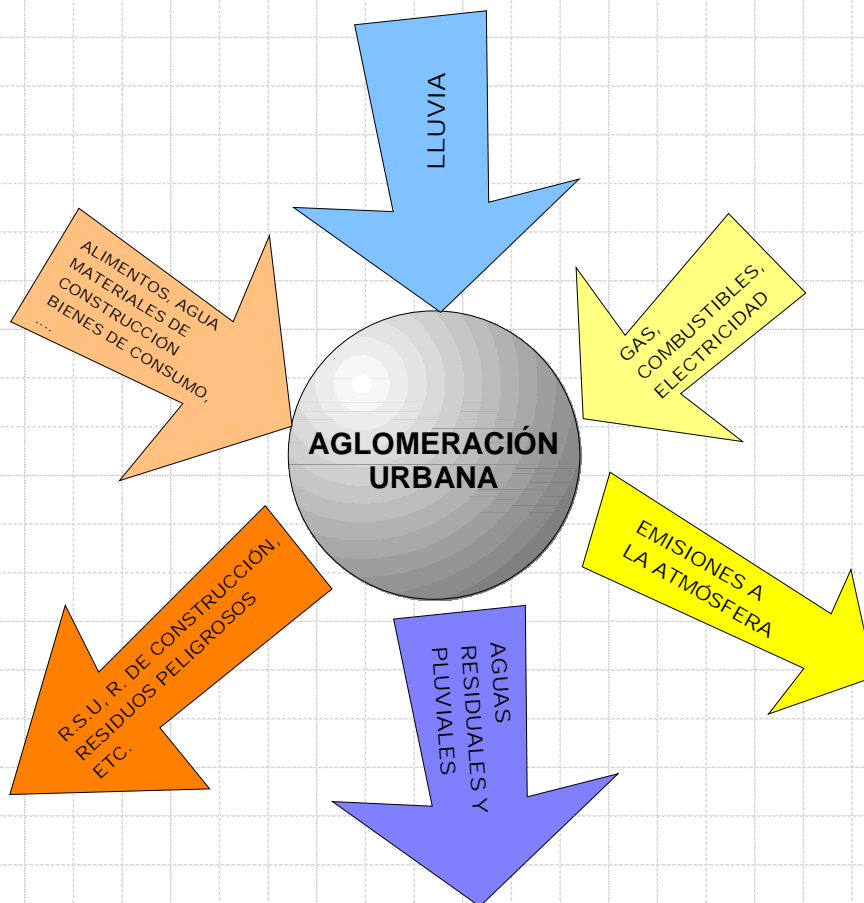 LLUVIA
ALIMENTOS, AGUA
MATERIALES DE
CONSTRUCCIÓN
BIENES DE CONSUMO,
....
GAS,
COMBUSTIBLES,
ELECTRICIDAD
AGLOMERACIÓN
URBANA
R.S.U, R. DE CONSTRUCCIÓN,
RESIDUOS PELIGROSOS
ETC.
AGUAS
RESIDUALES Y
PLUVIALES
EMISIONES A
LA ATMÓSFERA